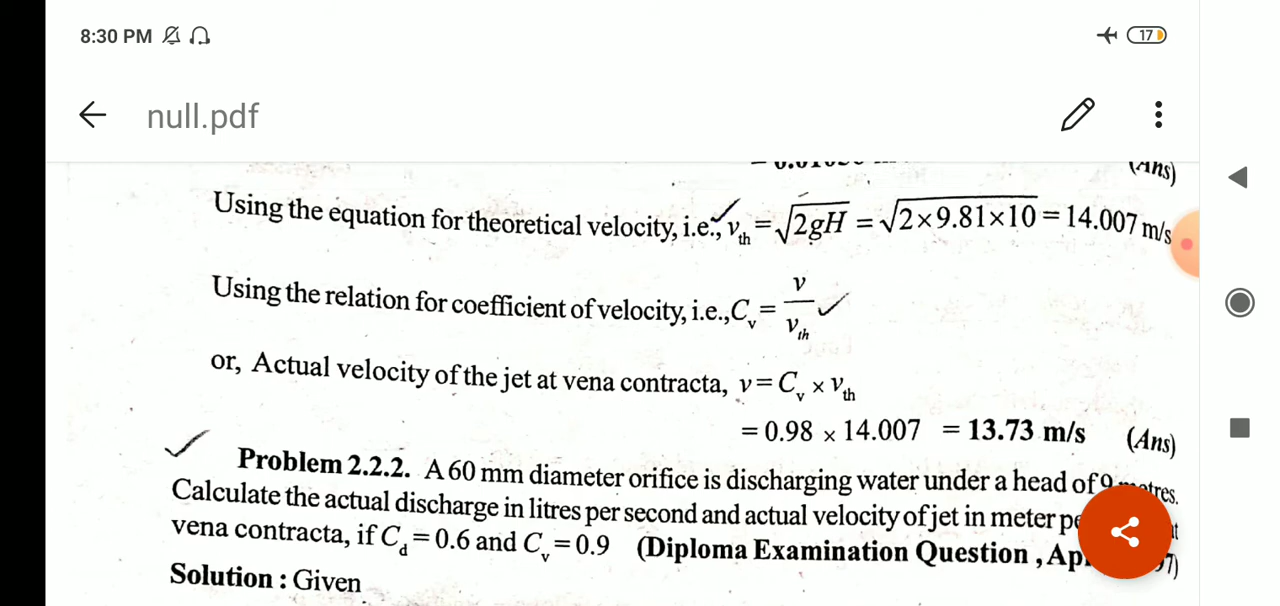 8:30 PM
17
null.pdf
(Ans)
Using the equation for theoretical velocity, i.e., v_th = √2gH = √2×9.81×10 = 14.007 m/s
Using the relation for coefficient of velocity, i.e., C_v = v/v_th
or, Actual velocity of the jet at vena contracta, v = C_v × v_th
= 0.98 × 14.007 = 13.73 m/s (Ans)
Problem 2.2.2. A 60 mm diameter orifice is discharging water under a head of 9 metres.
Calculate the actual discharge in litres per second and actual velocity of jet in meter
vena contracta, if C_d = 0.6 and C_v = 0.9 (Diploma Examination Question,
Solution : Given